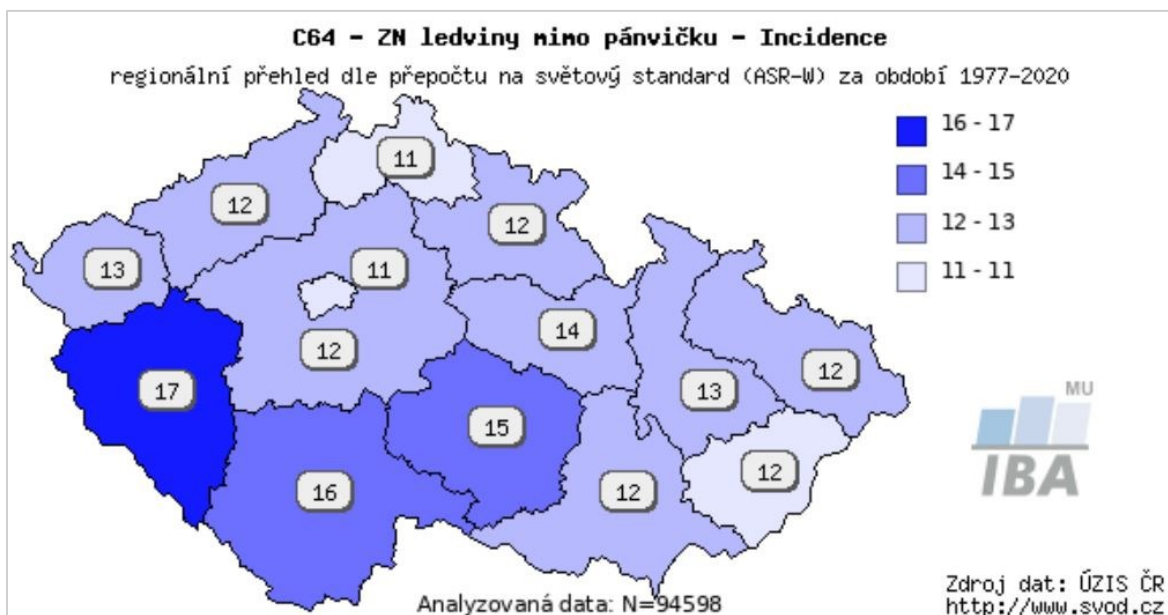 C64 - ZN ledviny mimo pánvičku - Incidence
regionální přehled dle přepočtu na světový standard (ASR-W) za období 1977-2020
16 - 17
14 - 15
12 - 13
11 - 11
11
12
12
13
11
14
12
12
17
13
15
12
16
12
MU
IBA
Analyzovaná data: N=94598
Zdroj dat: ÚZIS ČR
http://www.svod.cz